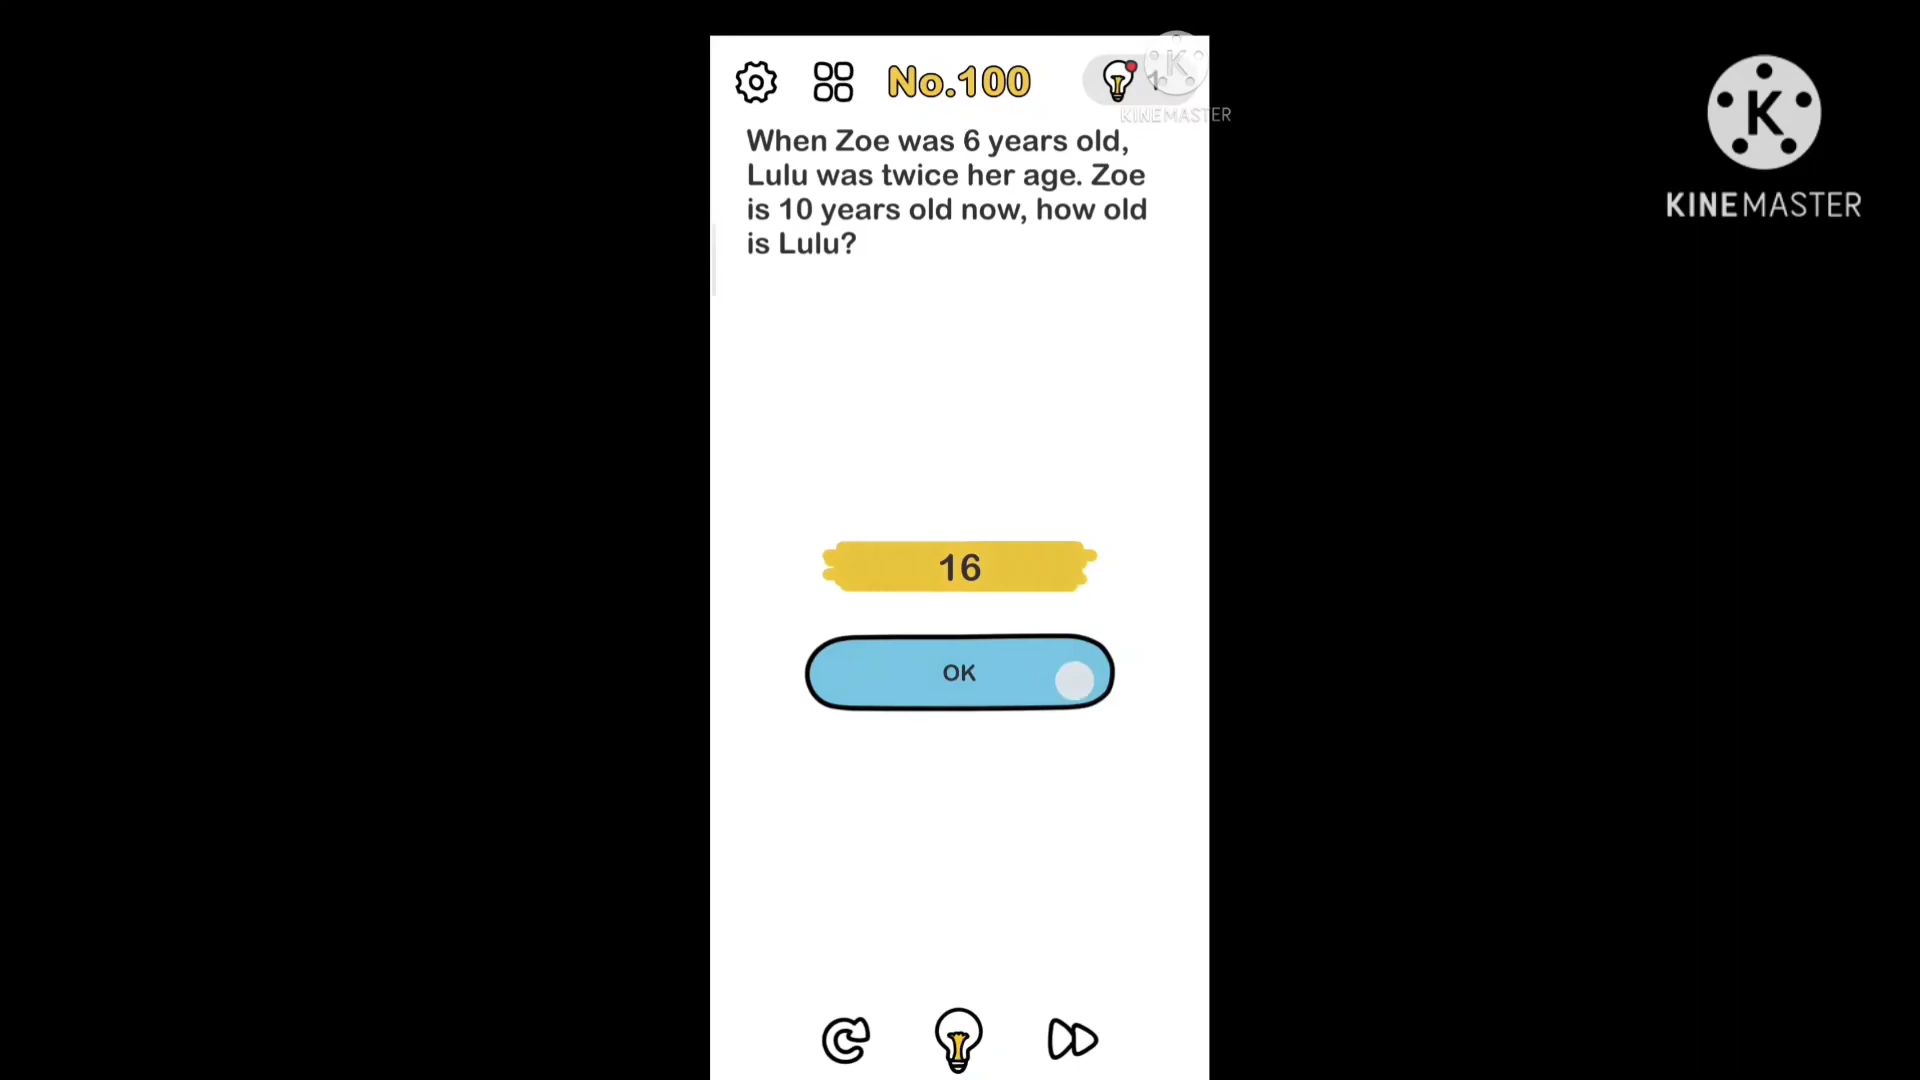 No.100
KINEMASTER
When Zoe was 6 years old,
Lulu was twice her age. Zoe
is 10 years old now, how old
is Lulu?
16
OK
K
KINEMASTER